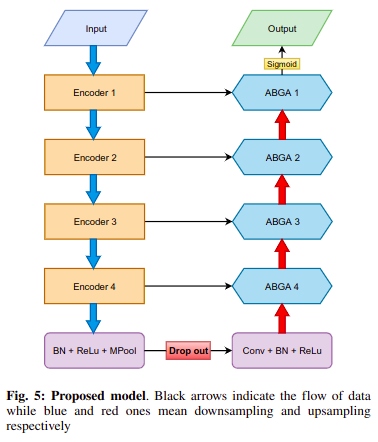 Input
Output
Sigmoid
Encoder 1
ABGA 1
Encoder 2
ABGA 2
Encoder 3
ABGA 3
Encoder 4
ABGA 4
BN + ReLu + MPool
Drop out
Conv + BN + ReLu
Fig. 5: Proposed model. Black arrows indicate the flow of data
while blue and red ones mean downsampling and upsampling
respectively